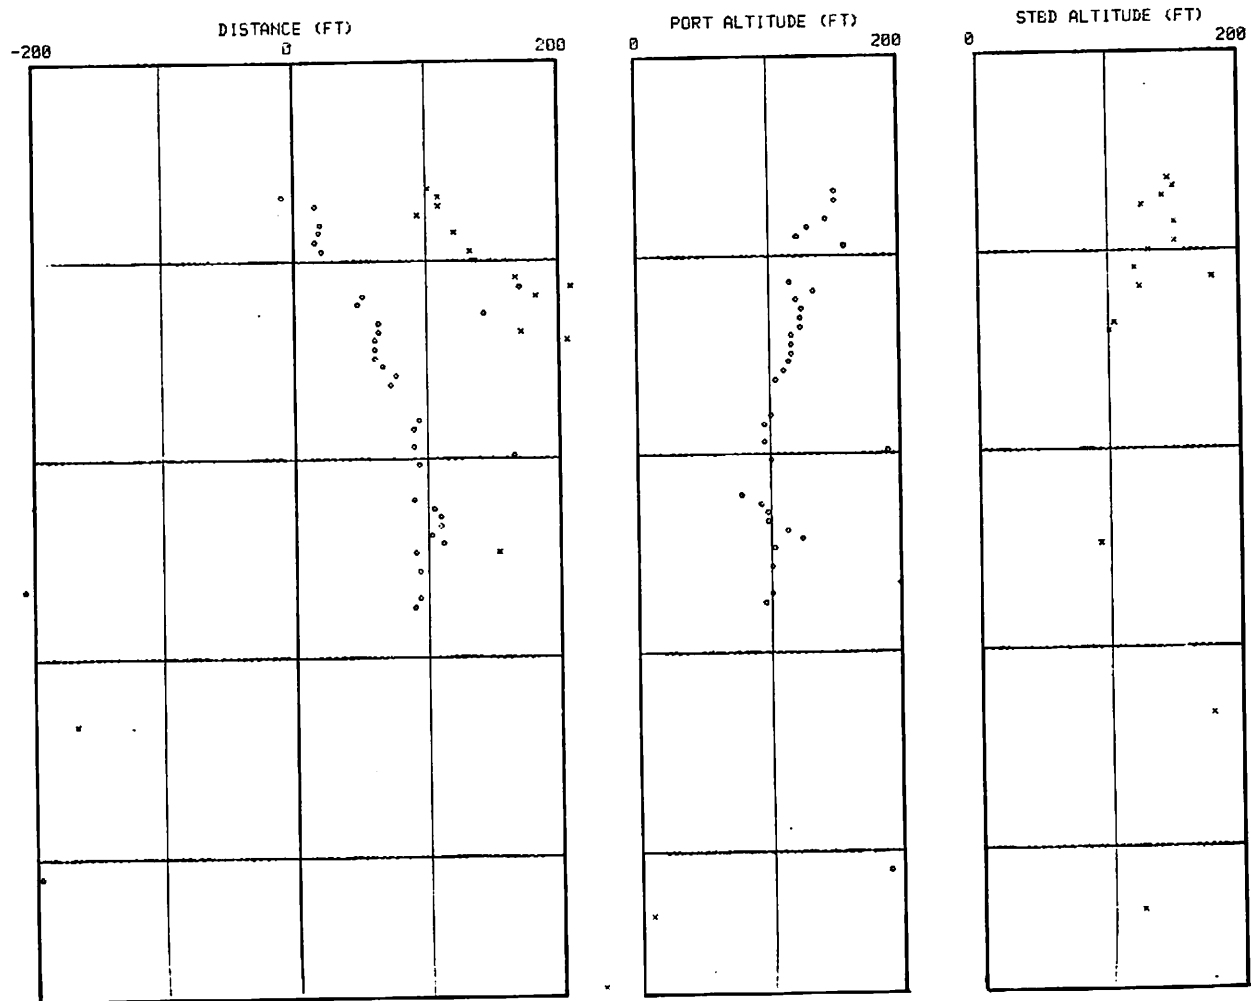 DISTANCE (FT)
-200 0 200
PORT ALTITUDE (FT)
0 200
STBD ALTITUDE (FT)
0 200